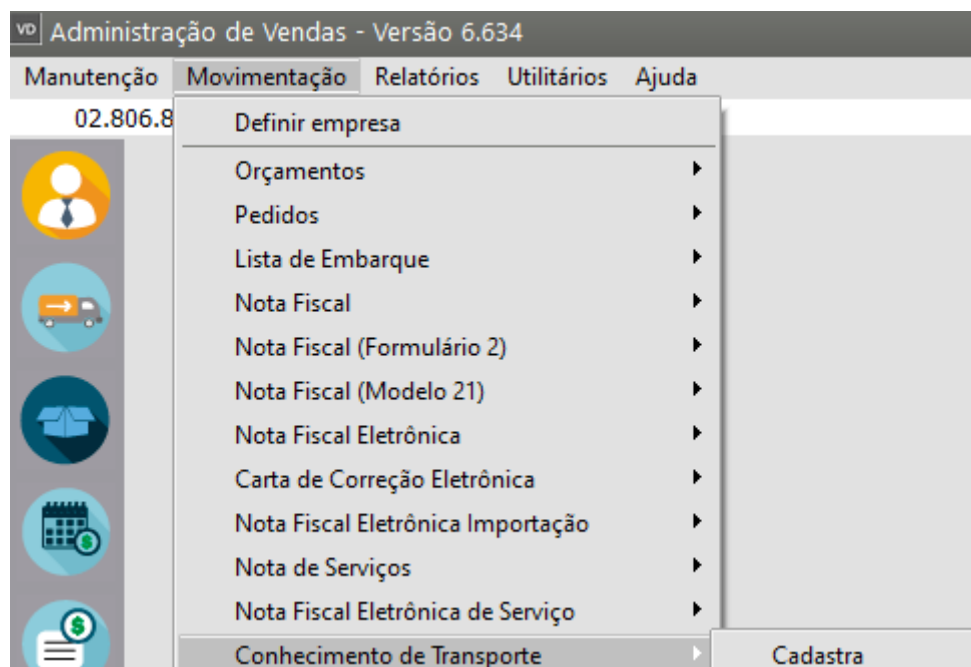 VD Administração de Vendas - Versão 6.634
Manutenção Movimentação Relatórios Utilitários Ajuda
02.806.8
Definir empresa
Orçamentos
Pedidos
Lista de Embarque
Nota Fiscal
Nota Fiscal (Formulário 2)
Nota Fiscal (Modelo 21)
Nota Fiscal Eletrônica
Carta de Correção Eletrônica
Nota Fiscal Eletrônica Importação
Nota de Serviços
Nota Fiscal Eletrônica de Serviço
Conhecimento de Transporte Cadastra